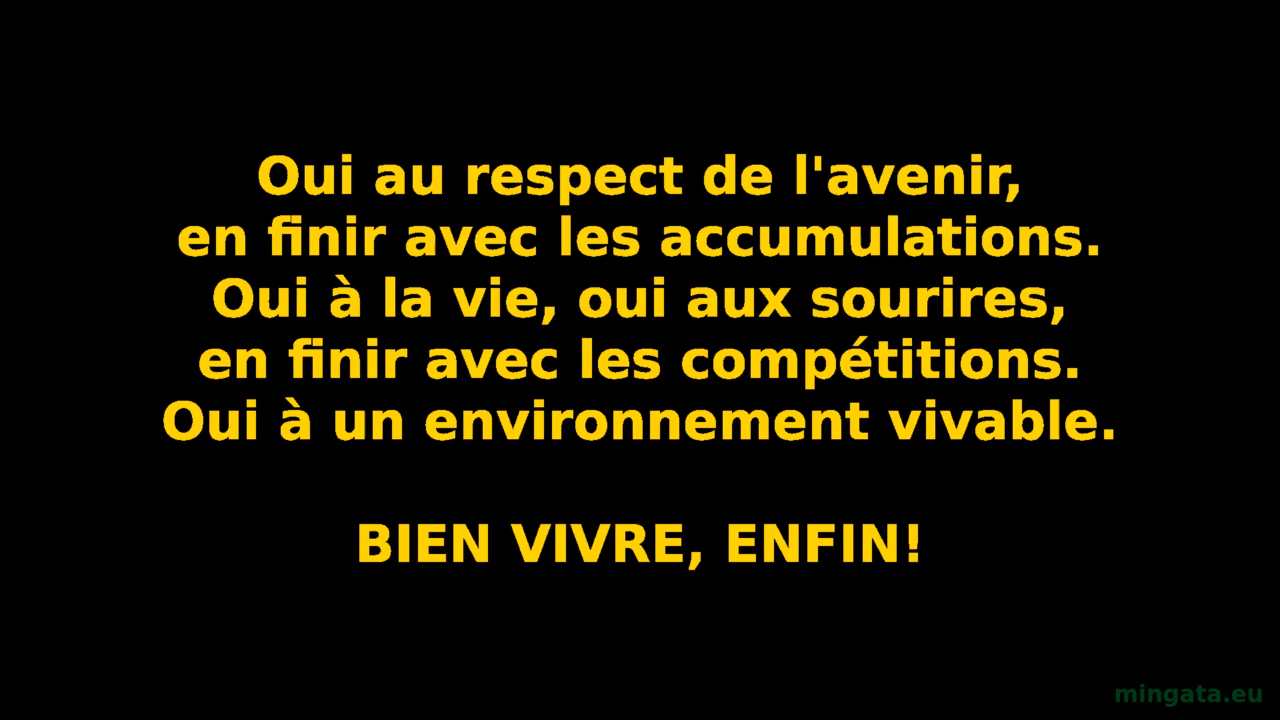 Oui au respect de l'avenir,
en finir avec les accumulations.
Oui à la vie, oui aux sourires,
en finir avec les compétitions.
Oui à un environnement vivable.
BIEN VIVRE, ENFIN!
mingata.eu